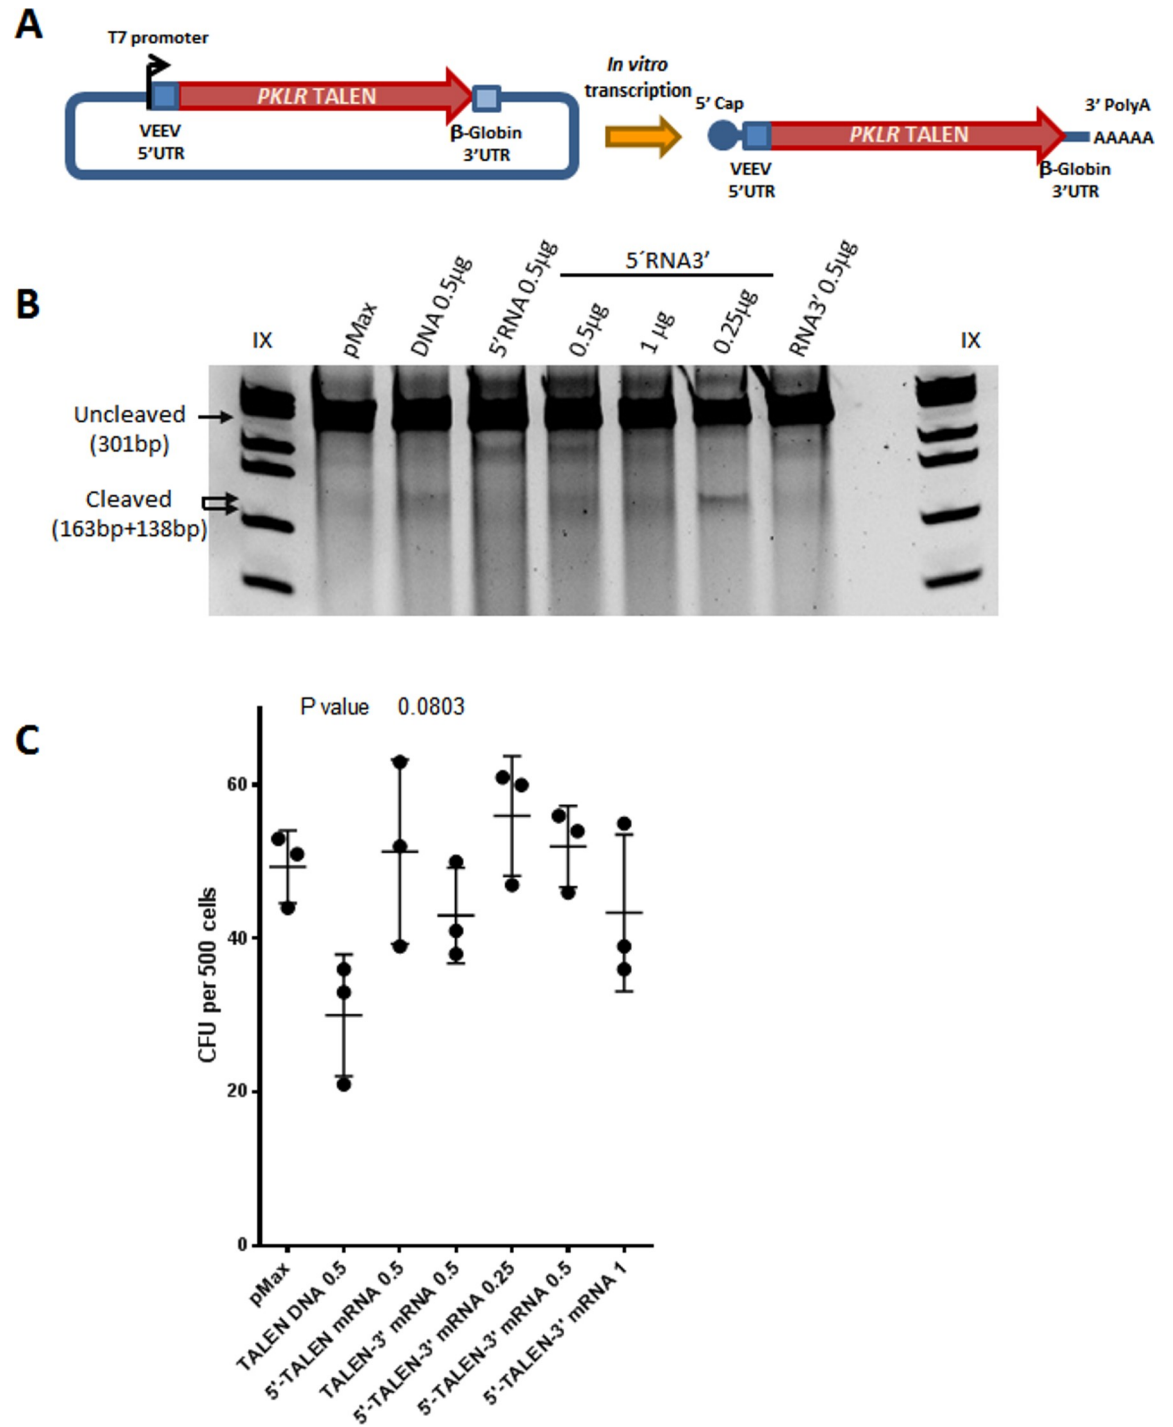 A
T7 promoter
PKLR TALEN
VEEV
5'UTR
β-Globin
3'UTR
In vitro
transcription
5' Cap
PKLR TALEN
3' PolyA
AAAAA
VEEV
5'UTR
β-Globin
3'UTR
B
IX
pMax
DNA 0.5µg
5'RNA 0.5µg
5´RNA3'
0.5µg
1 µg
0.25µg
RNA3' 0.5µg
IX
Uncleaved
(301bp)
Cleaved
(163bp+138bp)
C
P value 0.0803
CFU per 500 cells
60
40
20
0
pMax
TALEN DNA 0.5
5'-TALEN mRNA 0.5
TALEN-3' mRNA 0.5
5'-TALEN-3' mRNA 0.25
5'-TALEN-3' mRNA 0.5
5'-TALEN-3' mRNA 1